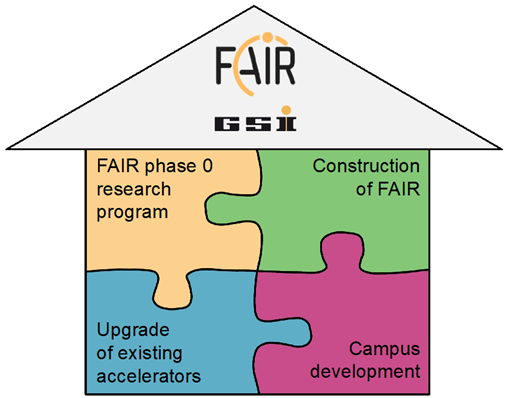 FAIR
GSI
FAIR phase 0
research
program
Construction
of FAIR
Upgrade
of existing
accelerators
Campus
development